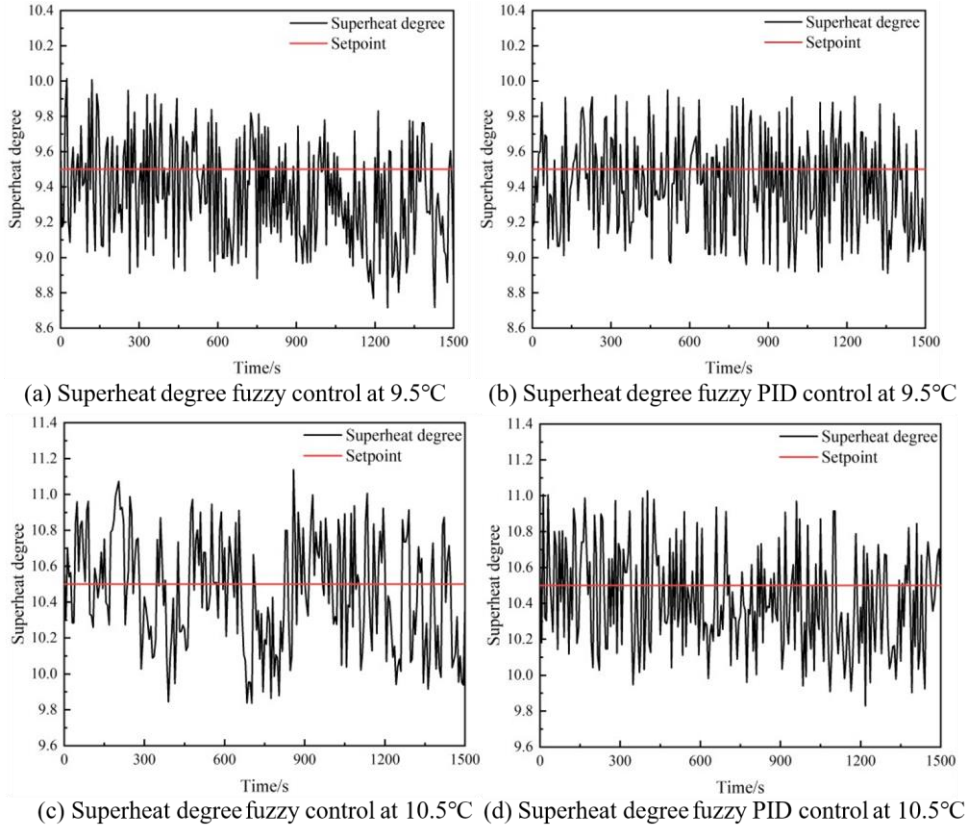 10.4
10.2
10.0
9.8
9.6
9.4
9.2
9.0
8.8
8.6
Superheat degree
Superheat degree
Setpoint
0 300 600 900 1200 1500
Time/s
(a) Superheat degree fuzzy control at 9.5℃
10.4
10.2
10.0
9.8
9.6
9.4
9.2
9.0
8.8
8.6
Superheat degree
Superheat degree
Setpoint
0 300 600 900 1200 1500
Time/s
(b) Superheat degree fuzzy PID control at 9.5℃
11.4
11.2
11.0
10.8
10.6
10.4
10.2
10.0
9.8
9.6
Superheat degree
Superheat degree
Setpoint
0 300 600 900 1200 1500
Time/s
(c) Superheat degree fuzzy control at 10.5℃
11.4
11.2
11.0
10.8
10.6
10.4
10.2
10.0
9.8
9.6
Superheat degree
Superheat degree
Setpoint
0 300 600 900 1200 1500
Time/s
(d) Superheat degree fuzzy PID control at 10.5℃